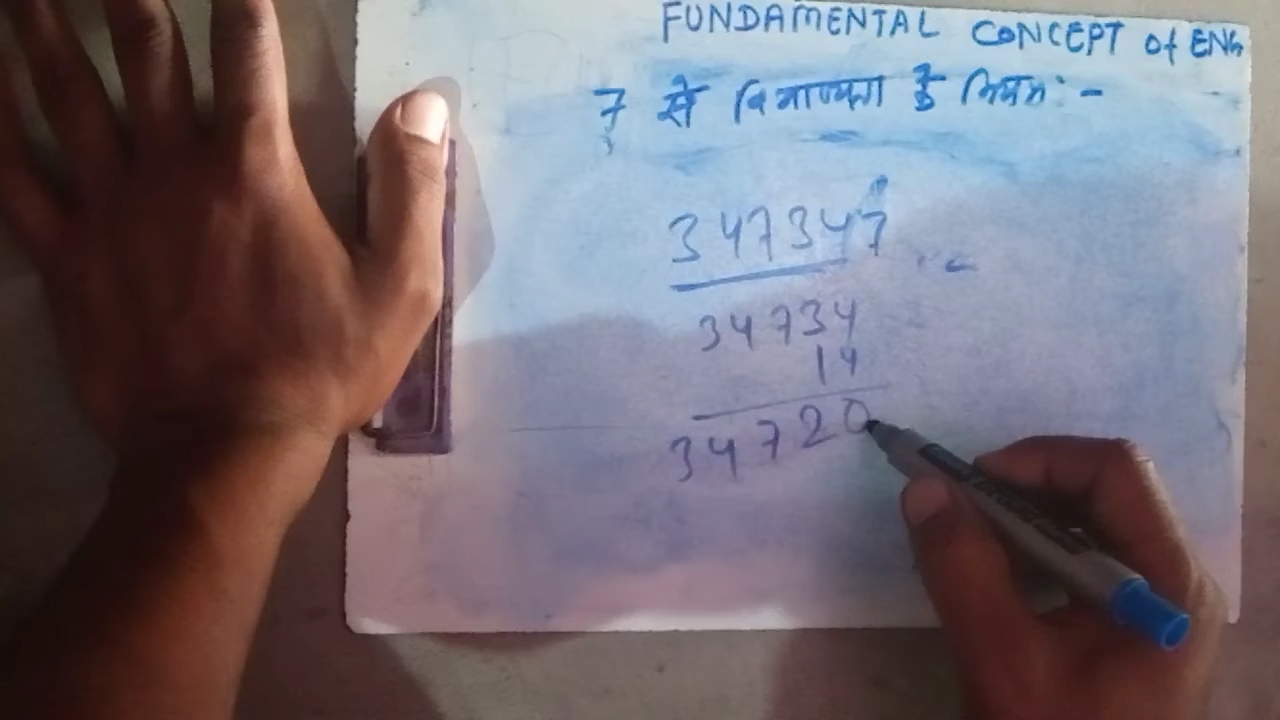 FUNDAMENTAL CONCEPT of ENG
7 से विभाज्यता के नियम :-
347347
34734
14
34720